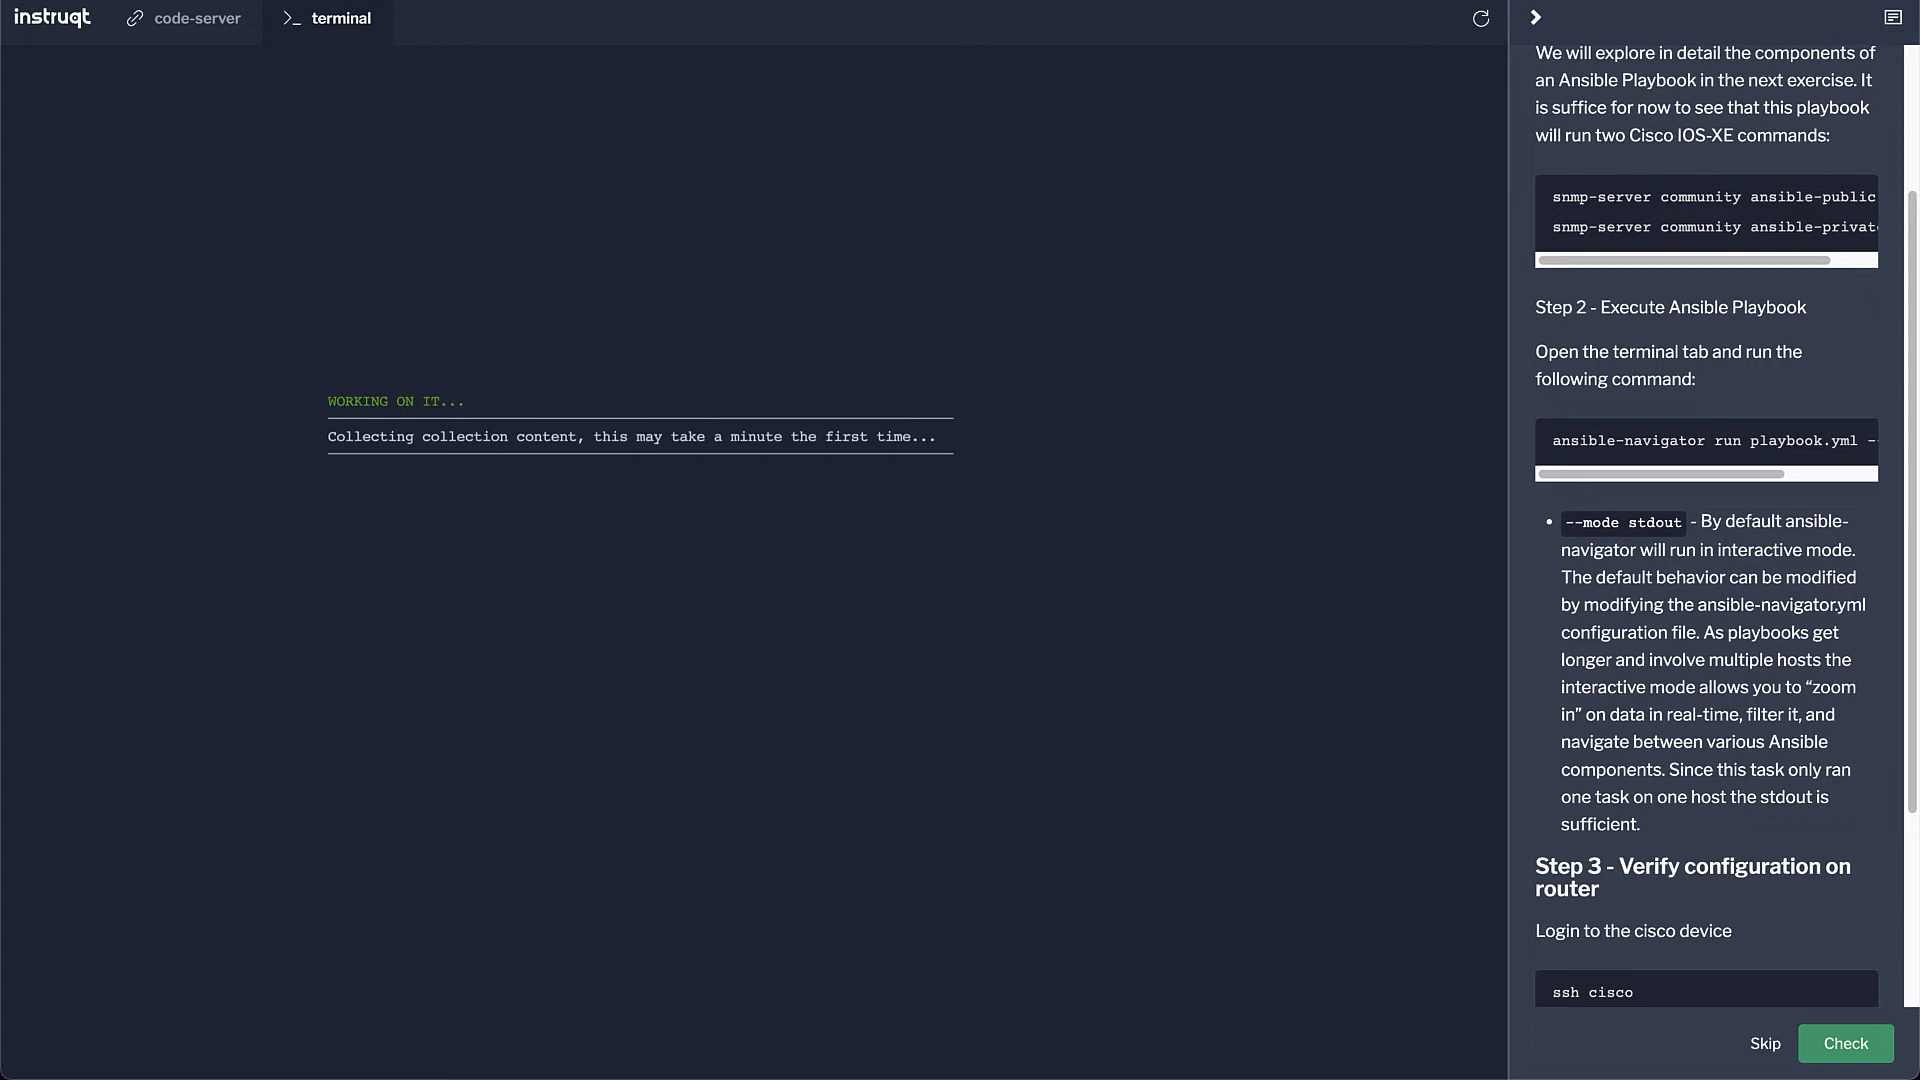 instruqt
code-server
>_ terminal
WORKING ON IT...
Collecting collection content, this may take a minute the first time...
We will explore in detail the components of
an Ansible Playbook in the next exercise. It
is suffice for now to see that this playbook
will run two Cisco IOS-XE commands:
snmp-server community ansible-public
snmp-server community ansible-private
Step 2 - Execute Ansible Playbook
Open the terminal tab and run the
following command:
ansible-navigator run playbook.yml --
• --mode stdout - By default ansible-
navigator will run in interactive mode.
The default behavior can be modified
by modifying the ansible-navigator.yml
configuration file. As playbooks get
longer and involve multiple hosts the
interactive mode allows you to “zoom
in” on data in real-time, filter it, and
navigate between various Ansible
components. Since this task only ran
one task on one host the stdout is
sufficient.
Step 3 - Verify configuration on
router
Login to the cisco device
ssh cisco
Skip
Check